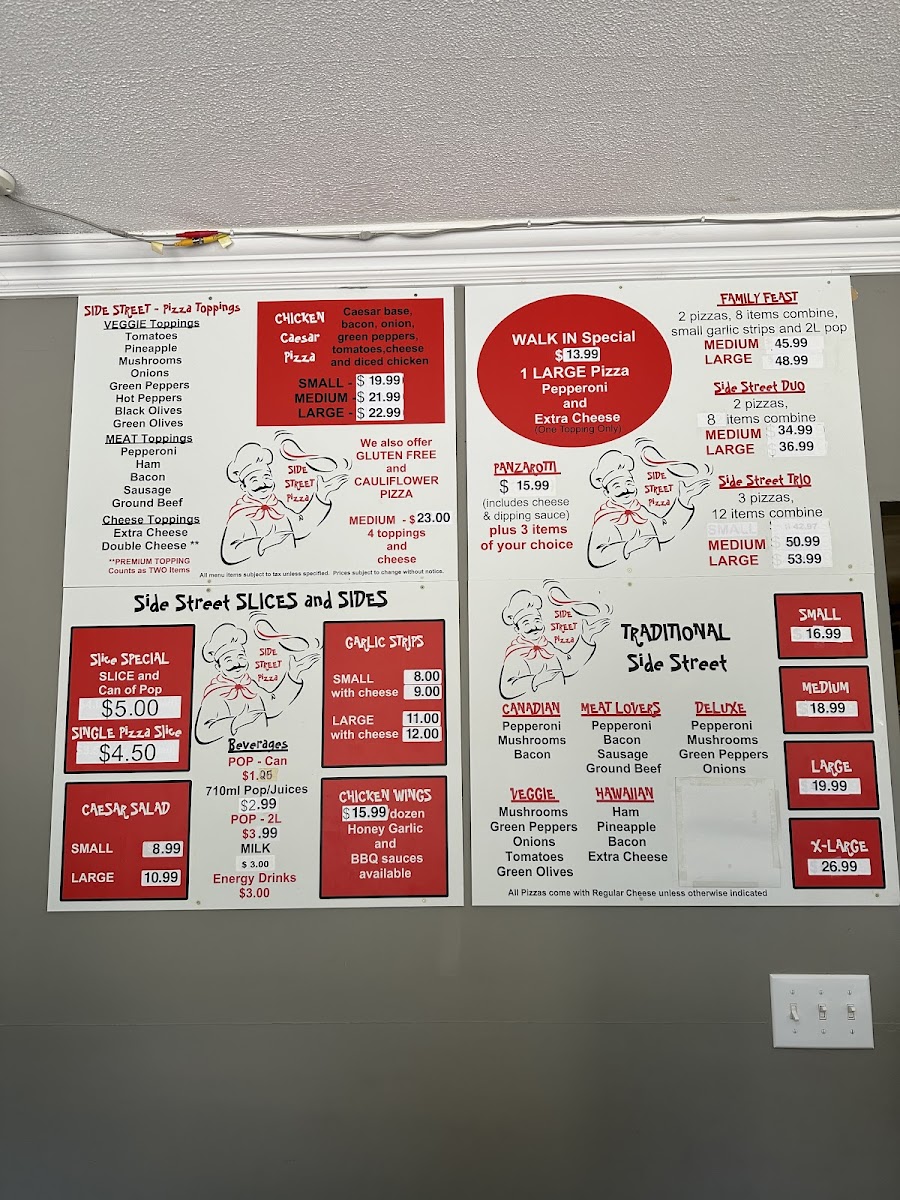 SIDE STREET - Pizza Toppings
VEGGIE Toppings
Tomatoes
Pineapple
Mushrooms
Onions
Green Peppers
Hot Peppers
Black Olives
Green Olives
MEAT Toppings
Pepperoni
Ham
Bacon
Sausage
Ground Beef
Cheese Toppings
Extra Cheese
Double Cheese **
**PREMIUM TOPPING
Counts as TWO Items
CHICKEN
Caesar
Pizza
Caesar base,
bacon, onion,
green peppers,
tomatoes,cheese
and diced chicken
SMALL - $ 19.99
MEDIUM - $ 21.99
LARGE - $ 22.99
SIDE
STREET
Pizza
We also offer
GLUTEN FREE
and
CAULIFLOWER
PIZZA
MEDIUM - $ 23.00
4 toppings
and
cheese
All menu items subject to tax unless specified. Prices subject to change without notice.
WALK IN Special
$ 13.99
1 LARGE Pizza
Pepperoni
and
Extra Cheese
(One Topping Only)
FAMILY FEAST
2 pizzas, 8 items combine,
small garlic strips and 2L pop
MEDIUM 45.99
LARGE 48.99
Side Street DUO
2 pizzas,
8 items combine
MEDIUM 34.99
LARGE 36.99
PANZAROTTI
$ 15.99
(includes cheese
& dipping sauce)
plus 3 items
of your choice
SIDE
STREET
Pizza
Side Street TRIO
3 pizzas,
12 items combine
SMALL
MEDIUM 50.99
LARGE 53.99
Side Street SLICES and SIDES
Slice SPECIAL
SLICE and
Can of Pop
$5.00
SINGLE Pizza Slice
$4.50
CAESAR SALAD
SMALL 8.99
LARGE 10.99
SIDE
STREET
Pizza
Beverages
POP - Can
$1.25
710ml Pop/Juices
$2.99
POP - 2L
$3.99
MILK
$ 3.00
Energy Drinks
$3.00
GARLIC STRIPS
SMALL 8.00
with cheese 9.00
LARGE 11.00
with cheese 12.00
CHICKEN WINGS
$15.99/dozen
Honey Garlic
and
BBQ sauces
available
SIDE
STREET
Pizza
TRADITIONAL
Side Street
CANADIAN
Pepperoni
Mushrooms
Bacon
MEAT LOVERS
Pepperoni
Bacon
Sausage
Ground Beef
DELUXE
Pepperoni
Mushrooms
Green Peppers
Onions
VEGGIE
Mushrooms
Green Peppers
Onions
Tomatoes
Green Olives
HAWAIIAN
Ham
Pineapple
Bacon
Extra Cheese
All Pizzas come with Regular Cheese unless otherwise indicated
SMALL
$ 16.99
MEDIUM
$ 18.99
LARGE
$ 19.99
X-LARGE
$ 26.99